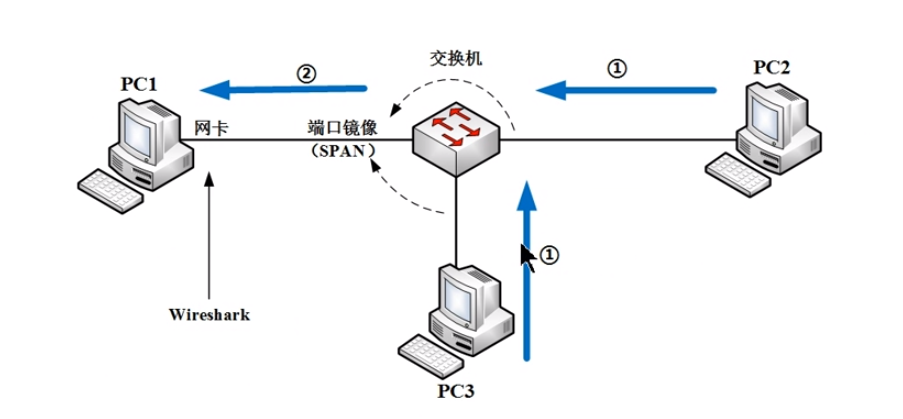 交换机
PC1
②
①
PC2
网卡
端口镜像
（SPAN）
①
Wireshark
PC3